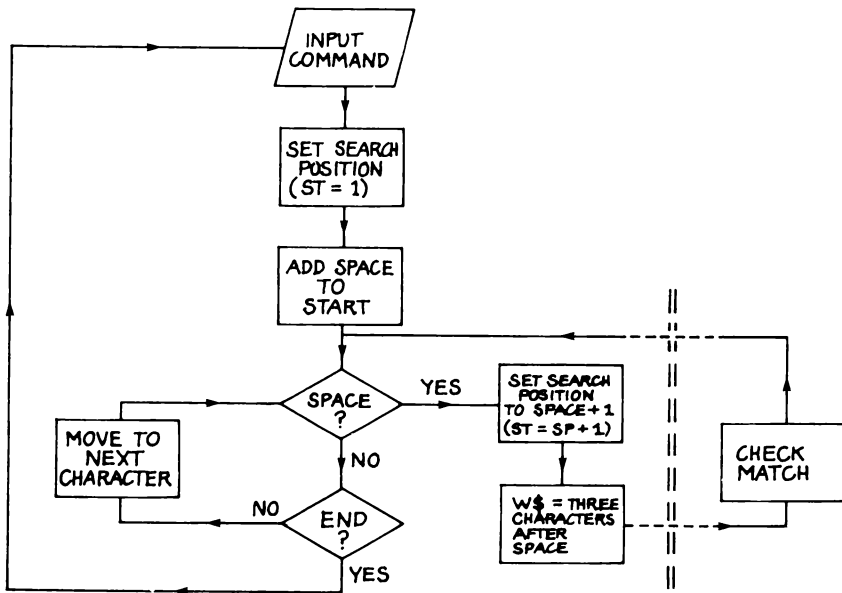 INPUT
COMMAND
SET SEARCH
POSITION
(ST = 1)
ADD SPACE
TO
START
SPACE
?
YES
SET SEARCH
POSITION
TO SPACE+1
(ST = SP+1)
MOVE TO
NEXT
CHARACTER
NO
CHECK
MATCH
NO
END
?
YES
W$ = THREE
CHARACTERS
AFTER
SPACE